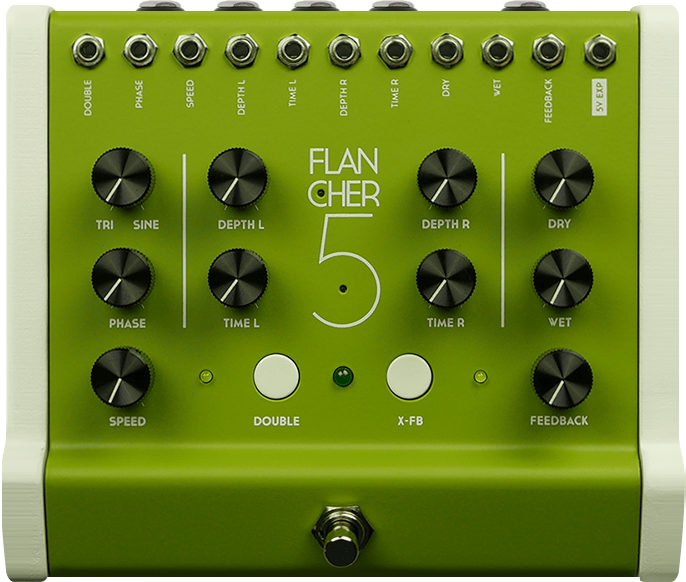 DOUBLE
PHASE
SPEED
DEPTH L
TIME L
DEPTH R
TIME R
DRY
WET
FEEDBACK
5V EXP
FLAN
CHER
5
TRI SINE
DEPTH L
DEPTH R
DRY
PHASE
TIME L
TIME R
WET
SPEED
DOUBLE
X-FB
FEEDBACK